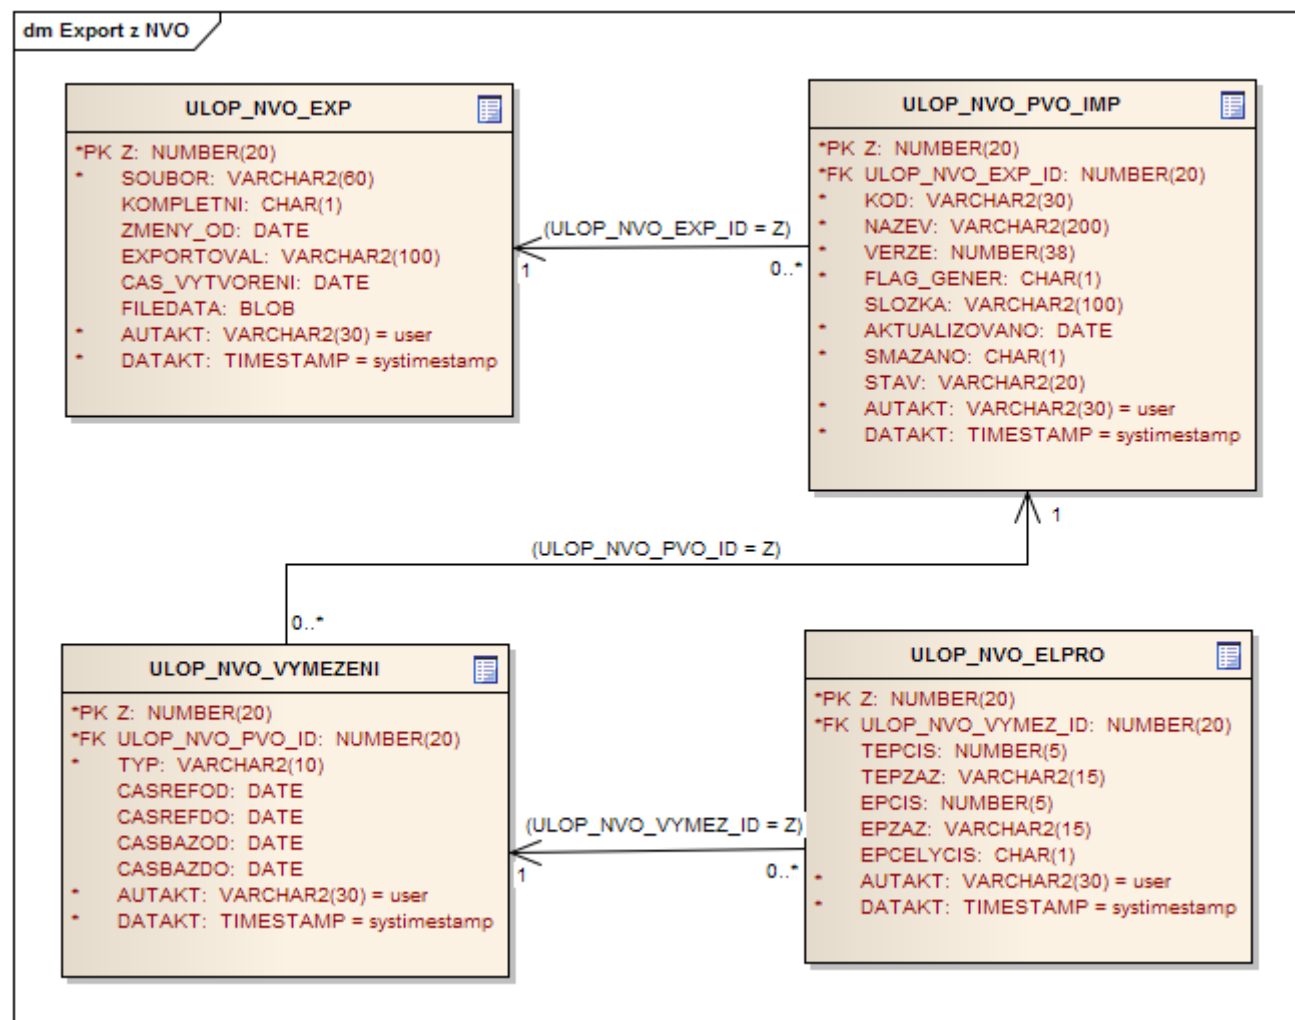 dm Export z NVO
ULOP_NVO_EXP
*PK Z: NUMBER(20)
* SOUBOR: VARCHAR2(60)
KOMPLETNI: CHAR(1)
ZMENY_OD: DATE
EXPORTOVAL: VARCHAR2(100)
CAS_VYTVORENI: DATE
FILEDATA: BLOB
* AUTAKT: VARCHAR2(30) = user
* DATAKT: TIMESTAMP = systimestamp
(ULOP_NVO_EXP_ID = Z)
1
0..*
ULOP_NVO_PVO_IMP
*PK Z: NUMBER(20)
*FK ULOP_NVO_EXP_ID: NUMBER(20)
* KOD: VARCHAR2(30)
* NAZEV: VARCHAR2(200)
* VERZE: NUMBER(38)
* FLAG_GENER: CHAR(1)
SLOZKA: VARCHAR2(100)
* AKTUALIZOVANO: DATE
* SMAZANO: CHAR(1)
STAV: VARCHAR2(20)
* AUTAKT: VARCHAR2(30) = user
* DATAKT: TIMESTAMP = systimestamp
1
(ULOP_NVO_PVO_ID = Z)
0..*
ULOP_NVO_VYMEZENI
*PK Z: NUMBER(20)
*FK ULOP_NVO_PVO_ID: NUMBER(20)
* TYP: VARCHAR2(10)
CASREFOD: DATE
CASREFDO: DATE
CASBAZOD: DATE
CASBAZDO: DATE
* AUTAKT: VARCHAR2(30) = user
* DATAKT: TIMESTAMP = systimestamp
(ULOP_NVO_VYMEZ_ID = Z)
1
0..*
ULOP_NVO_ELPRO
*PK Z: NUMBER(20)
*FK ULOP_NVO_VYMEZ_ID: NUMBER(20)
TEPCIS: NUMBER(5)
TEPZAZ: VARCHAR2(15)
EPCIS: NUMBER(5)
EPZAZ: VARCHAR2(15)
EPCELYCIS: CHAR(1)
* AUTAKT: VARCHAR2(30) = user
* DATAKT: TIMESTAMP = systimestamp